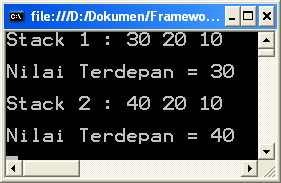 file:///D:/Dokumen/Framewo...
Stack 1 : 30 20 10
Nilai Terdepan = 30
Stack 2 : 40 20 10
Nilai Terdepan = 40